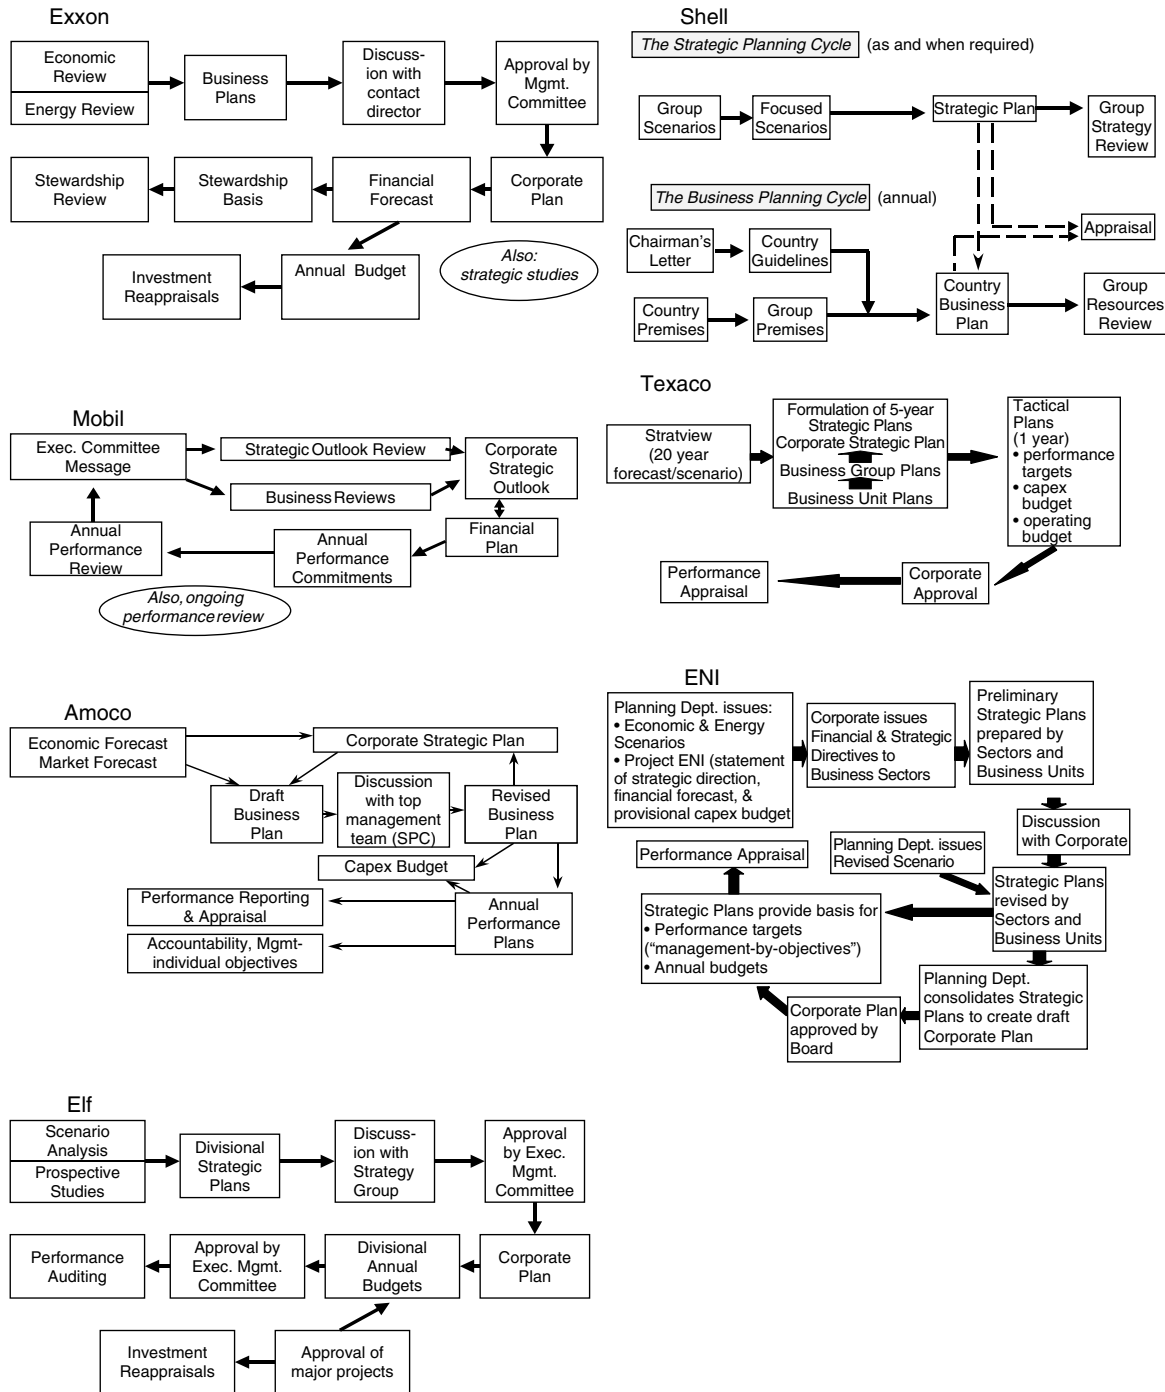 Exxon
Economic
Review
Energy Review
Business
Plans
Discuss-
ion with
contact
director
Approval by
Mgmt.
Committee
Stewardship
Review
Stewardship
Basis
Financial
Forecast
Corporate
Plan
Investment
Reappraisals
Annual Budget
Also:
strategic studies
Shell
The Strategic Planning Cycle (as and when required)
Group
Scenarios
Focused
Scenarios
Strategic Plan
Group
Strategy
Review
The Business Planning Cycle (annual)
Appraisal
Chairman's
Letter
Country
Guidelines
Country
Premises
Group
Premises
Country
Business
Plan
Group
Resources
Review
Mobil
Exec. Committee
Message
Strategic Outlook Review
Business Reviews
Corporate
Strategic
Outlook
Financial
Plan
Annual
Performance
Commitments
Annual
Performance
Review
Also, ongoing
performance review
Texaco
Stratview
(20 year
forecast/scenario)
Formulation of 5-year
Strategic Plans
Corporate Strategic Plan
Business Group Plans
Business Unit Plans
Tactical
Plans
(1 year)
• performance
targets
• capex
budget
• operating
budget
Performance
Appraisal
Corporate
Approval
Amoco
Economic Forecast
Market Forecast
Corporate Strategic Plan
Draft
Business
Plan
Discussion
with top
management
team (SPC)
Revised
Business
Plan
Capex Budget
Performance Reporting
& Appraisal
Accountability, Mgmt-
individual objectives
Annual
Performance
Plans
ENI
Planning Dept. issues:
• Economic & Energy
Scenarios
• Project ENI (statement
of strategic direction,
financial forecast, &
provisional capex budget
Corporate issues
Financial & Strategic
Directives to
Business Sectors
Preliminary
Strategic Plans
prepared by
Sectors and
Business Units
Discussion
with Corporate
Planning Dept. issues
Revised Scenario
Performance Appraisal
Strategic Plans
revised by
Sectors and
Business Units
Strategic Plans provide basis for
• Performance targets
(“management-by-objectives”)
• Annual budgets
Planning Dept.
consolidates Strategic
Plans to create draft
Corporate Plan
Corporate Plan
approved by
Board
Elf
Scenario
Analysis
Prospective
Studies
Divisional
Strategic
Plans
Discuss-
ion with
Strategy
Group
Approval
by Exec.
Mgmt.
Committee
Performance
Auditing
Approval by
Exec. Mgmt.
Committee
Divisional
Annual
Budgets
Corporate
Plan
Investment
Reappraisals
Approval of
major projects